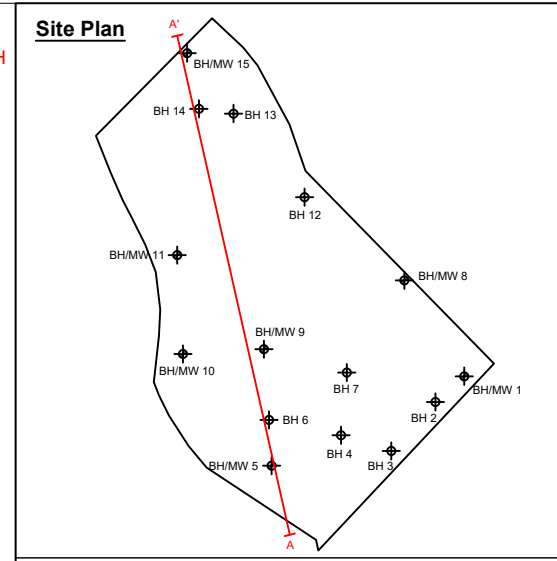 Site Plan
A'
H
BH/MW 15
BH 14
BH 13
BH 12
BH/MW 11
BH/MW 8
BH/MW 9
BH/MW 10
BH 7
BH/MW 1
BH 2
BH 6
BH 4
BH 3
BH/MW 5
A